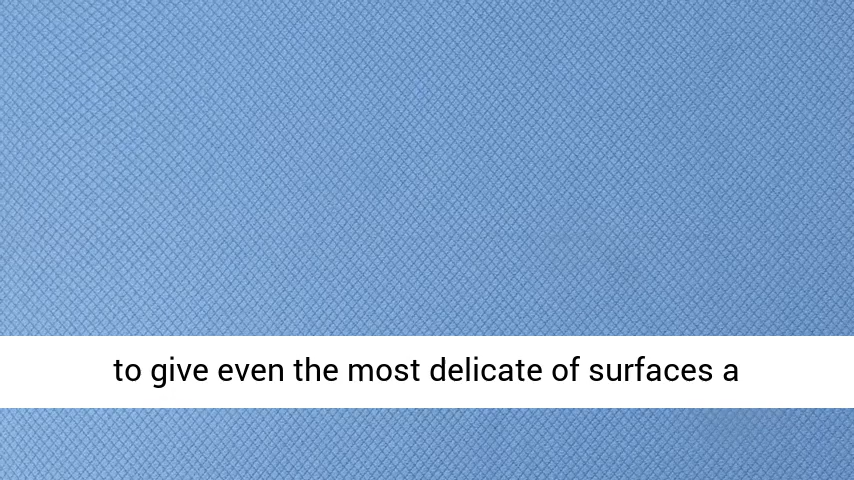 to give even the most delicate of surfaces a